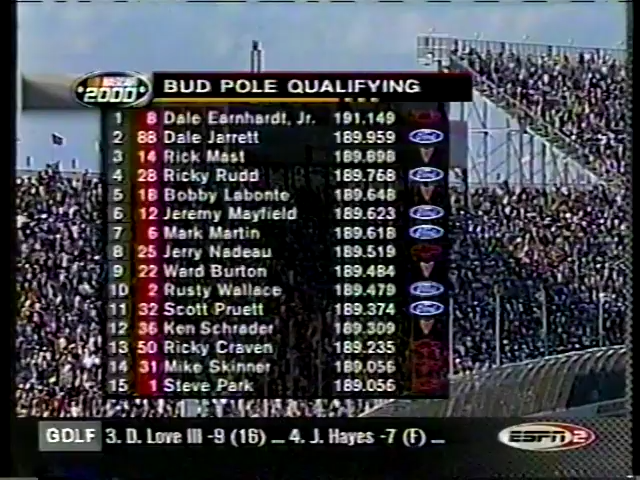 NASCAR 2000 BUD POLE QUALIFYING
1 8 Dale Earnhardt, Jr. 191.149
2 88 Dale Jarrett 189.959 Ford
3 14 Rick Mast 189.898
4 28 Ricky Rudd 189.768 Ford
5 18 Bobby Labonte 189.648
6 12 Jeremy Mayfield 189.623 Ford
7 6 Mark Martin 189.618 Ford
8 25 Jerry Nadeau 189.519
9 22 Ward Burton 189.484
10 2 Rusty Wallace 189.479 Ford
11 32 Scott Pruett 189.374 Ford
12 36 Ken Schrader 189.309
13 50 Ricky Craven 189.235
14 31 Mike Skinner 189.056
15 1 Steve Park 189.056
GOLF 3. D. Love III -9 (16) ... 4. J. Hayes -7 (F) ... ESPN 2